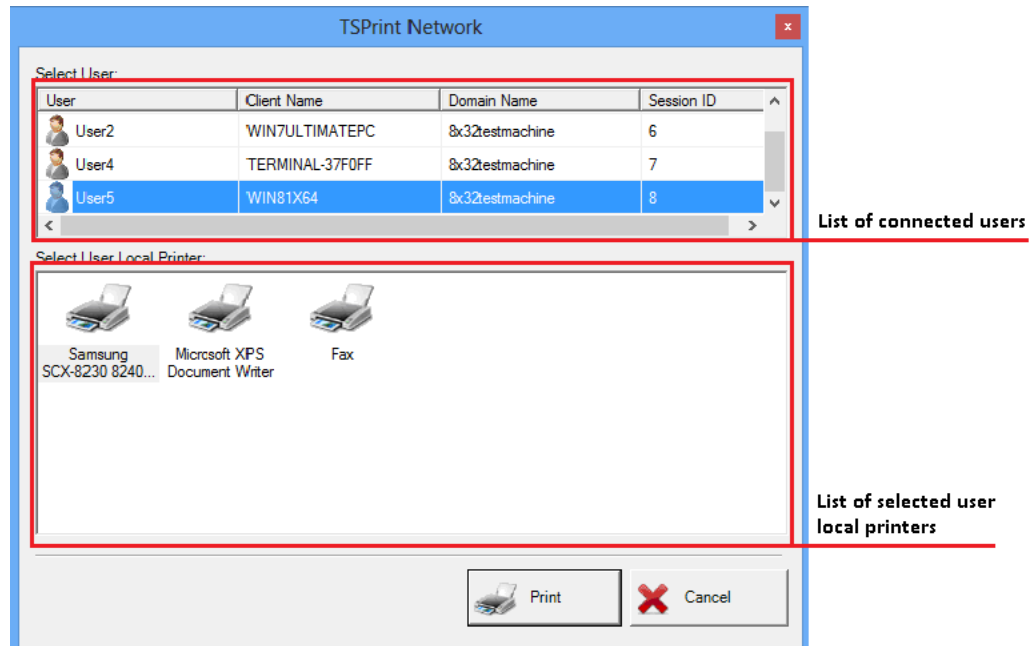 TSPrint Network
x
Select User:
User Client Name Domain Name Session ID
User2 WIN7ULTIMATEPC 8x32testmachine 6
User4 TERMINAL-37F0FF 8x32testmachine 7
User5 WIN81X64 8x32testmachine 8
List of connected users
Select User Local Printer:
Samsung
SCX-8230 8240...
Microsoft XPS
Document Writer
Fax
List of selected user
local printers
Print
Cancel